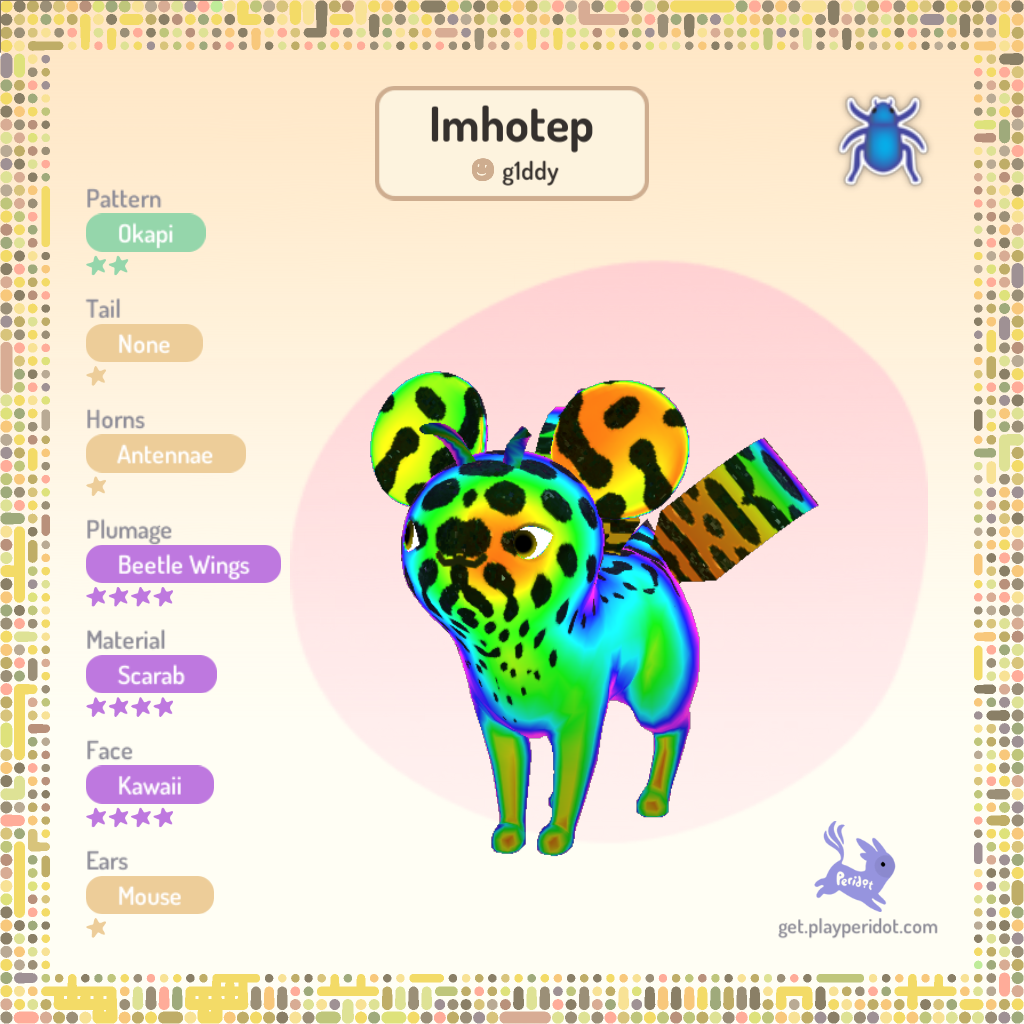 Imhotep
g1ddy
Pattern
Okapi
Tail
None
Horns
Antennae
Plumage
Beetle Wings
Material
Scarab
Face
Kawaii
Ears
Mouse
Peridot
get.playperidot.com